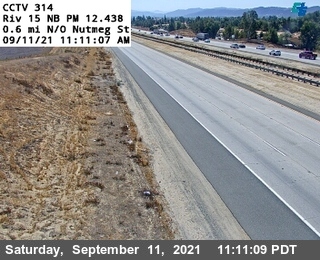 CCTV 314
Riv 15 NB PM 12.438
0.6 mi N/O Nutmeg St
09/11/21 11:11:07 AM
Saturday, September 11, 2021 11:11:09 PDT